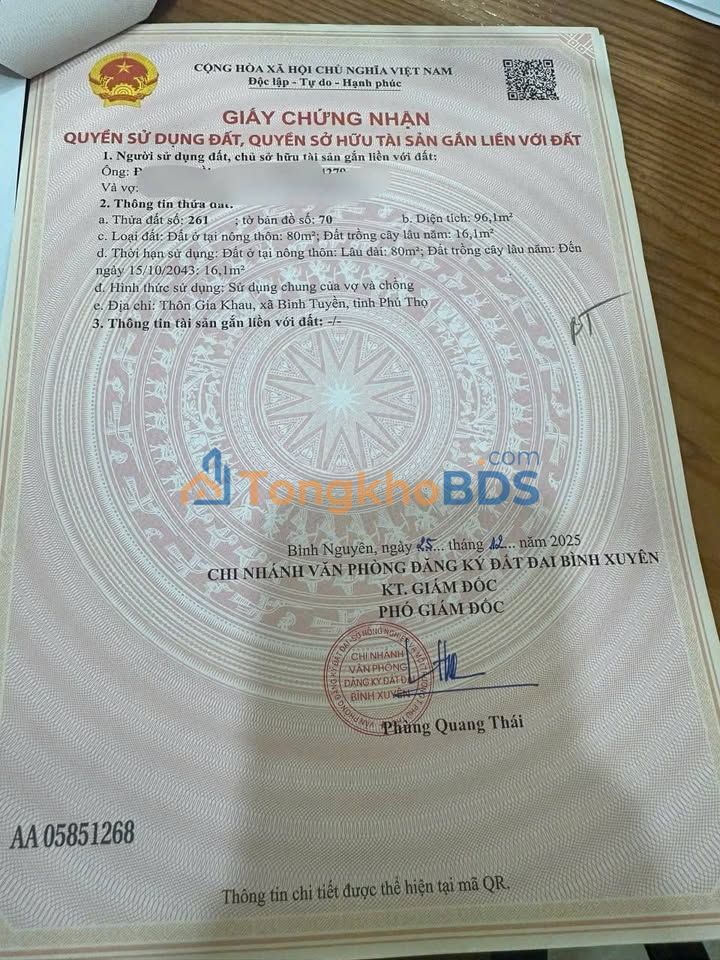 CỘNG HÒA XÃ HỘI CHỦ NGHĨA VIỆT NAM
Độc lập - Tự do - Hạnh phúc
GIẤY CHỨNG NHẬN
QUYỀN SỬ DỤNG ĐẤT, QUYỀN SỞ HỮU TÀI SẢN GẮN LIỀN VỚI ĐẤT
1. Người sử dụng đất, chủ sở hữu tài sản gắn liền với đất:
Ông:
Và vợ:
2. Thông tin thửa đất:
a. Thửa đất số: 261 ; tờ bản đồ số: 70 b. Diện tích: 96,1m²
c. Loại đất: Đất ở tại nông thôn: 80m²; Đất trồng cây lâu năm: 16,1m²
d. Thời hạn sử dụng: Đất ở tại nông thôn: Lâu dài: 80m²; Đất trồng cây lâu năm: Đến
ngày 15/10/2043: 16,1m²
đ. Hình thức sử dụng: Sử dụng chung của vợ và chồng
e. Địa chỉ: Thôn Gia Khau, xã Bình Tuyền, tỉnh Phú Thọ
3. Thông tin tài sản gắn liền với đất: -/-
BT
TongkhoBDS.com
Bình Nguyên, ngày 25... tháng 12... năm 2025
CHI NHÁNH VĂN PHÒNG ĐĂNG KÝ ĐẤT ĐAI BÌNH XUYÊN
KT. GIÁM ĐỐC
PHÓ GIÁM ĐỐC
CHI NHÁNH
VĂN PHÒNG
ĐĂNG KÝ ĐẤT ĐAI
BÌNH XUYÊN
Phùng Quang Thái
AA 05851268
Thông tin chi tiết được thể hiện tại mã QR.